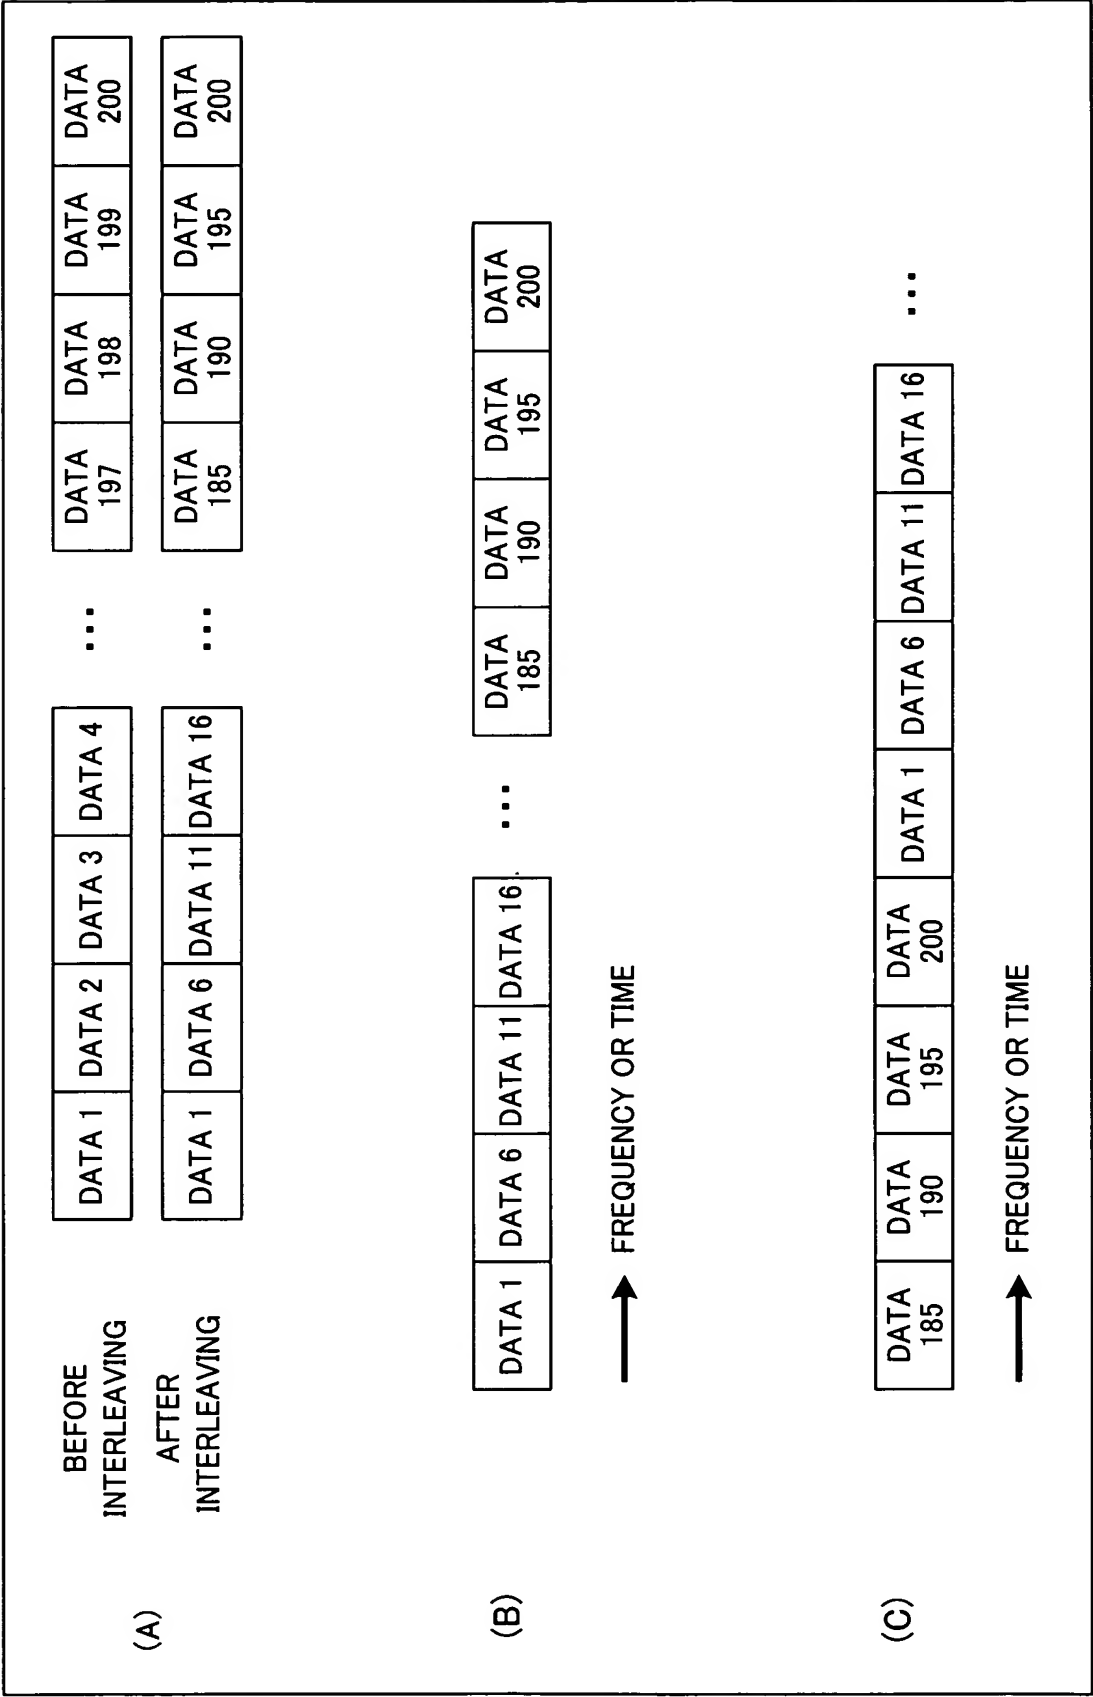 (A)
BEFORE
INTERLEAVING
DATA 1 DATA 2 DATA 3 DATA 4 ... DATA 197 DATA 198 DATA 199 DATA 200
AFTER
INTERLEAVING
DATA 1 DATA 6 DATA 11 DATA 16 ... DATA 185 DATA 190 DATA 195 DATA 200
(B)
DATA 1 DATA 6 DATA 11 DATA 16 ... DATA 185 DATA 190 DATA 195 DATA 200
FREQUENCY OR TIME
(C)
DATA 185 DATA 190 DATA 195 DATA 200 DATA 1 DATA 6 DATA 11 DATA 16 ...
FREQUENCY OR TIME